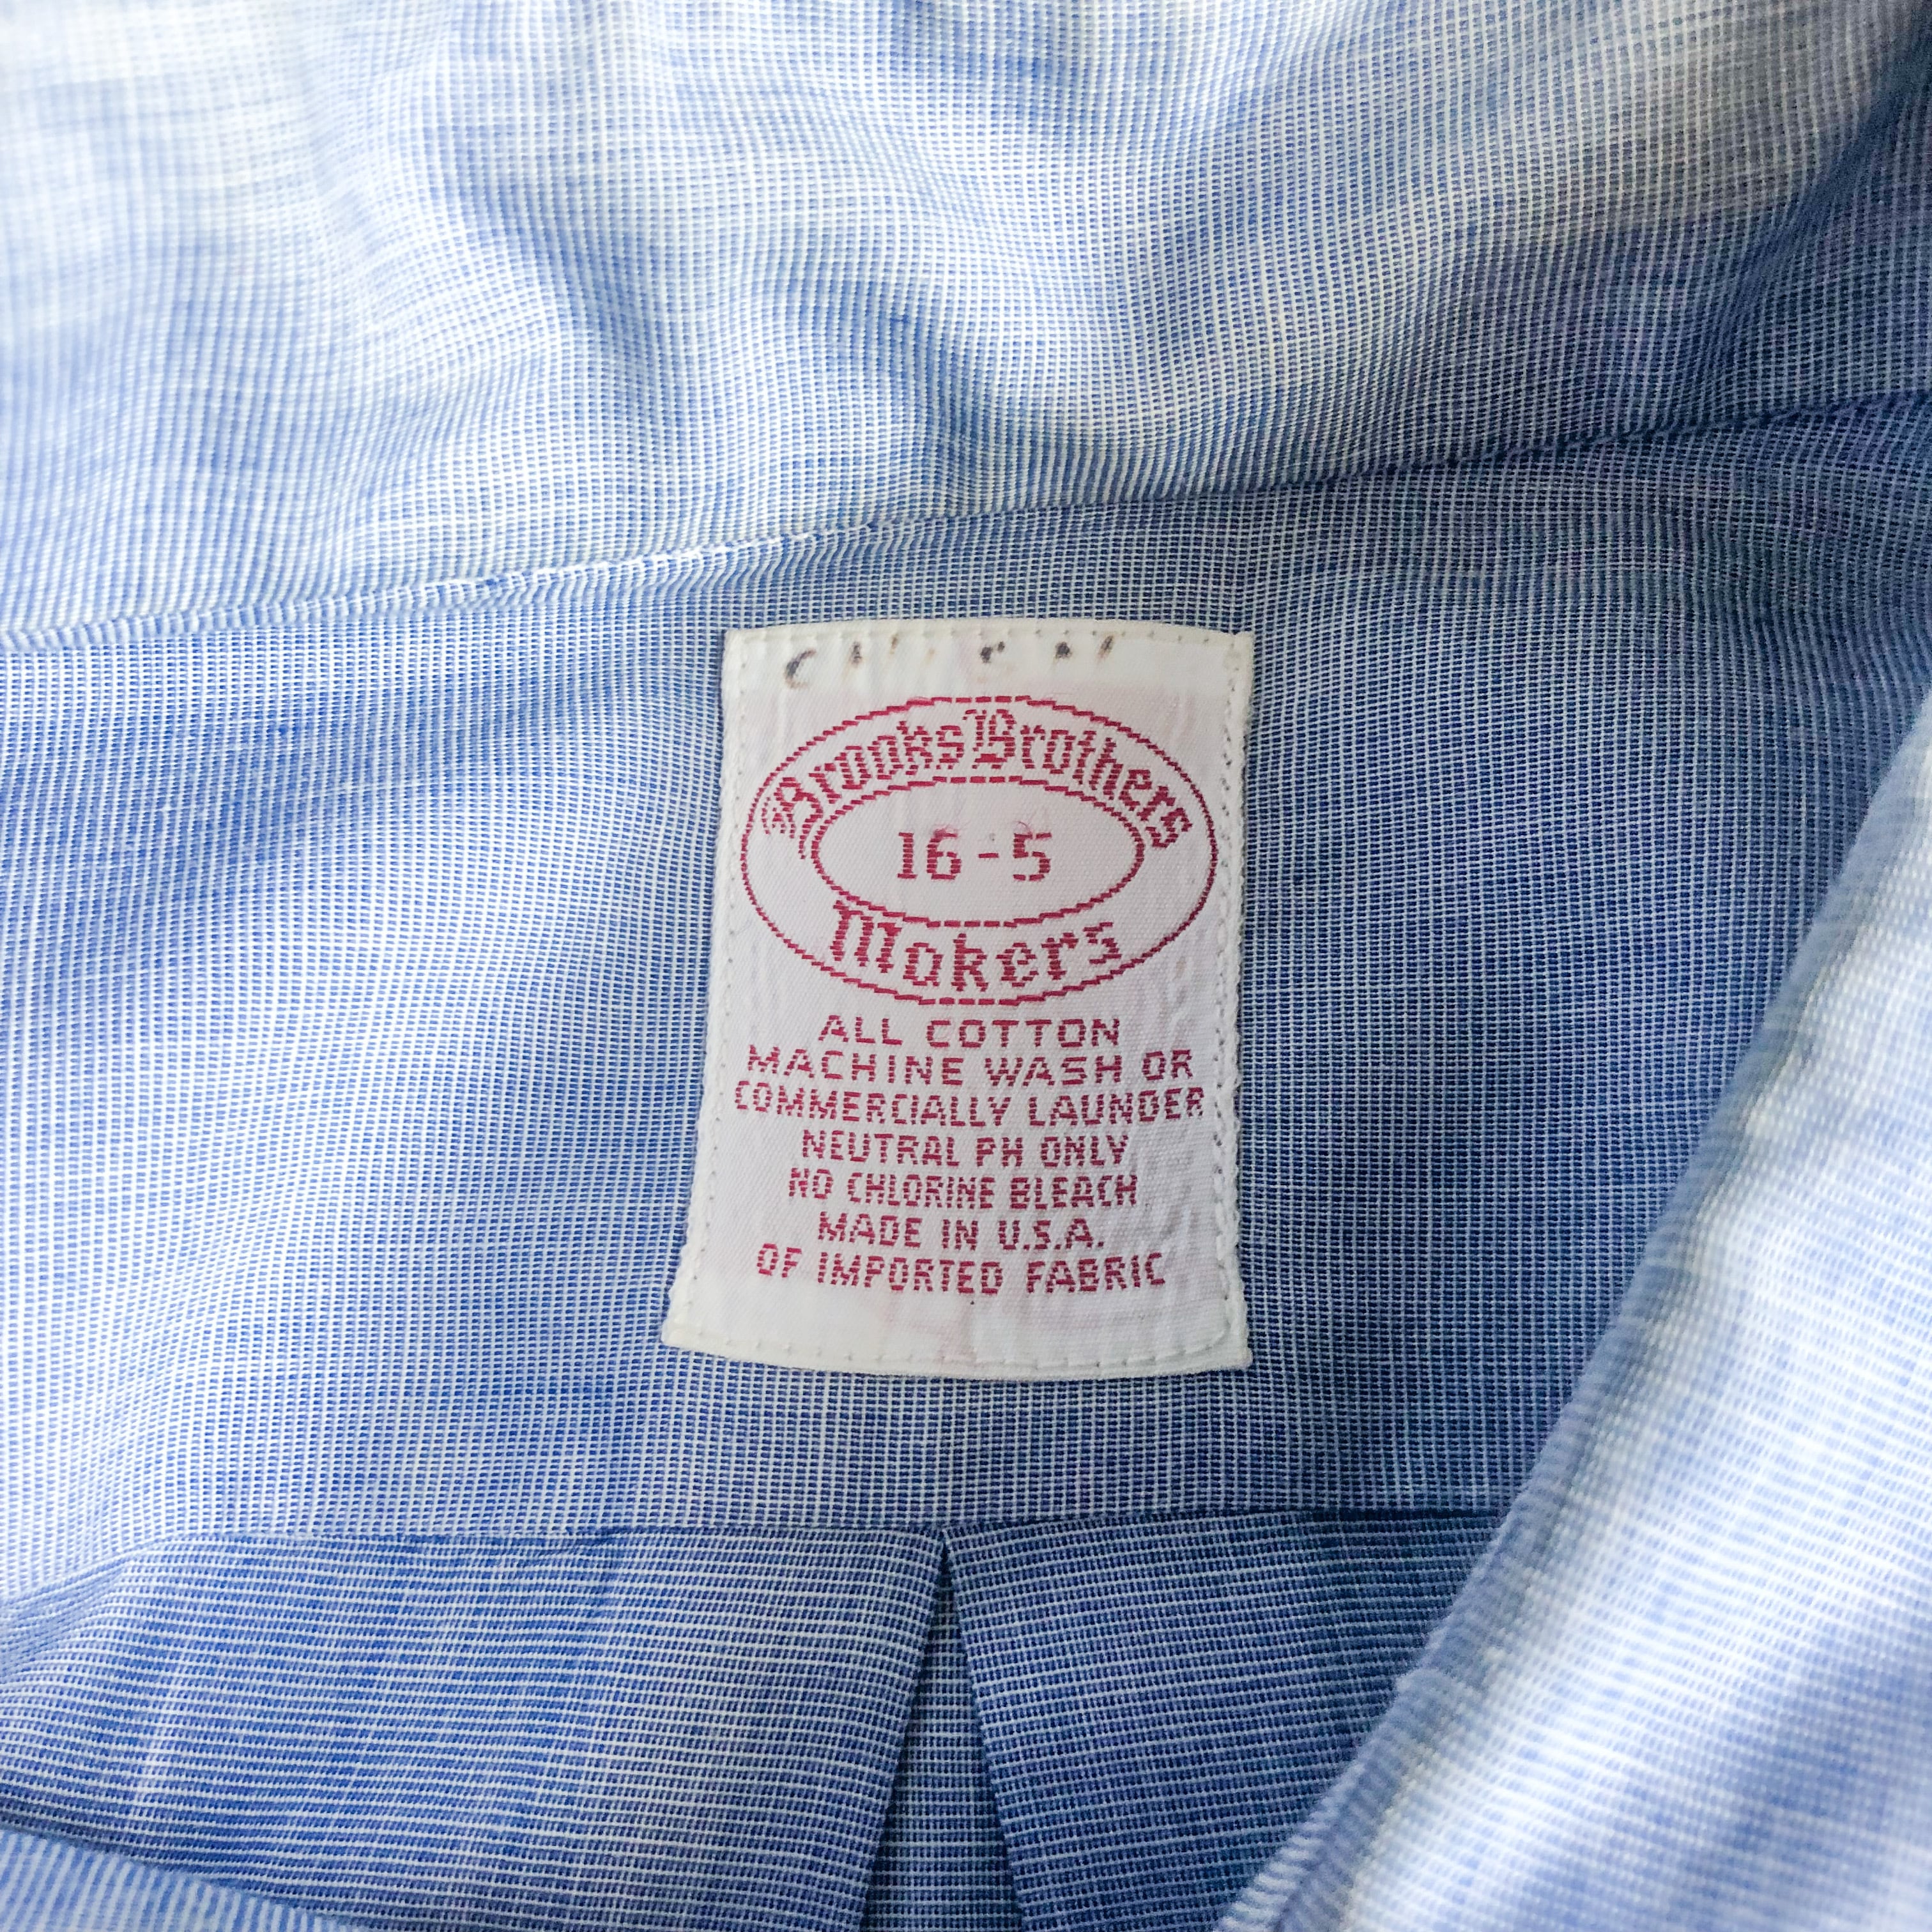 Brooks Brothers
16-5
Makers
ALL COTTON
MACHINE WASH OR
COMMERCIALLY LAUNDER
NEUTRAL PH ONLY
NO CHLORINE BLEACH
MADE IN U.S.A.
OF IMPORTED FABRIC